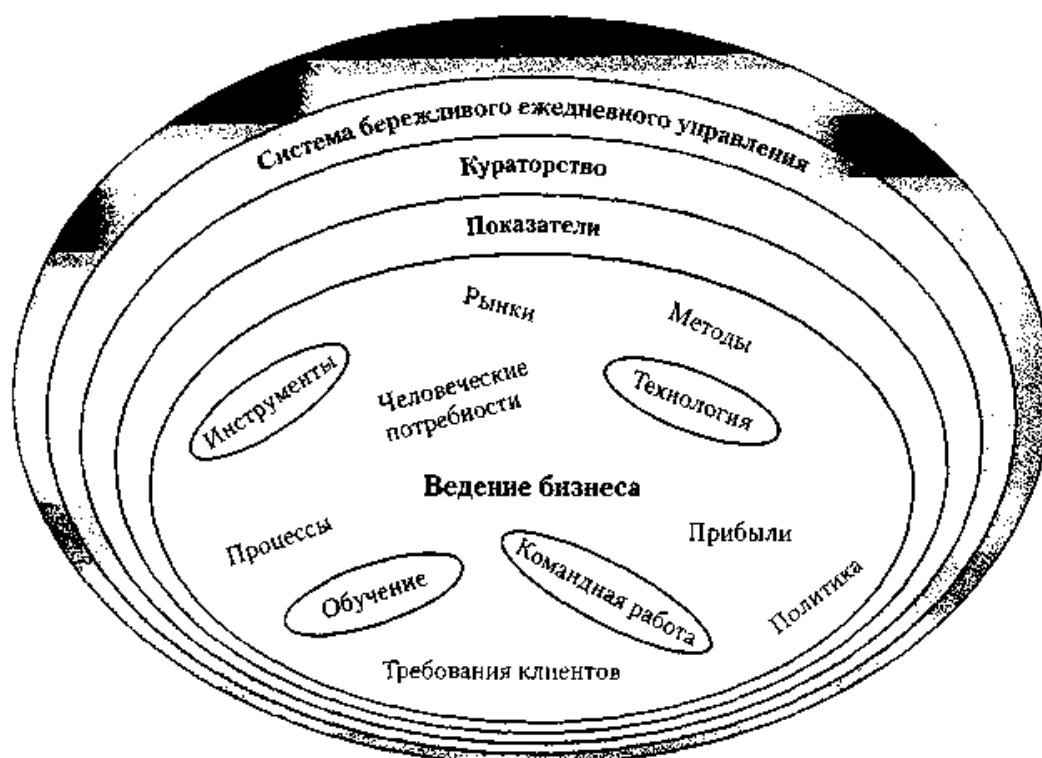 Система бережливого ежедневного управления
Кураторство
Показатели
Рынки
Методы
Инструменты
Человеческие
потребности
Технология
Ведение бизнеса
Процессы
Прибыли
Обучение
Командная работа
Политика
Требования клиентов